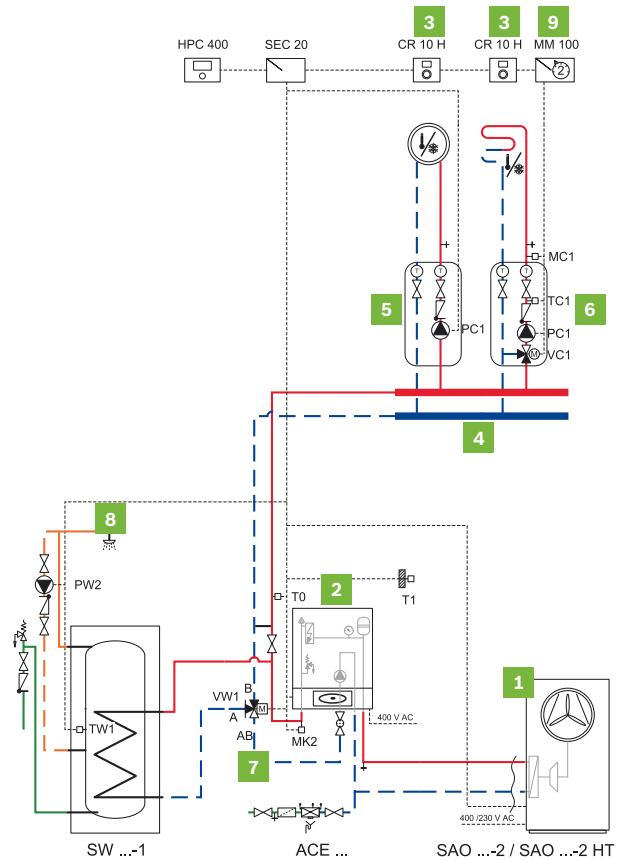 3 3 9
HPC 400 SEC 20 CR 10 H CR 10 H MM 100
2
T T T T MC1
5 TC1 6
PC1 PC1
M VC1
4
8
PW2 T0 2 T1
1
B
VW1 M
A
TW1 AB MK2 400 V AC
7
400 /230 V AC
SW ...-1 ACE ... SAO ...-2 / SAO ...-2 HT